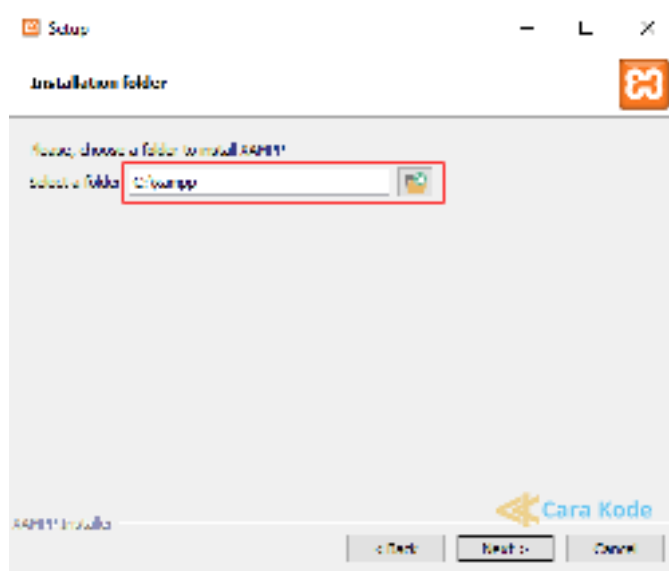 Setup
Installation folder
Please, choose a folder to install XAMPP
Select a folder C:\xampp
Cara Kode
XAMPP Installer
< Back Next > Cancel